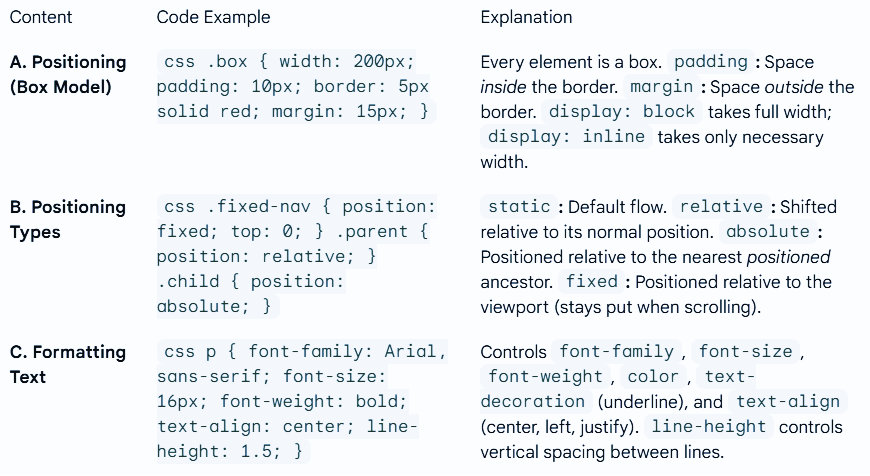 Content Code Example Explanation
A. Positioning (Box Model)
css .box { width: 200px;
padding: 10px; border: 5px
solid red; margin: 15px; }
Every element is a box. padding : Space
inside the border. margin : Space outside the
border. display: block takes full width;
display: inline takes only necessary
width.
B. Positioning Types
css .fixed-nav { position:
fixed; top: 0; } .parent {
position: relative; }
.child { position:
absolute; }
static : Default flow. relative : Shifted
relative to its normal position. absolute :
Positioned relative to the nearest positioned
ancestor. fixed : Positioned relative to the
viewport (stays put when scrolling).
C. Formatting Text
css p { font-family: Arial,
sans-serif; font-size:
16px; font-weight: bold;
text-align: center; line-
height: 1.5; }
Controls font-family , font-size ,
font-weight , color , text-
decoration (underline), and text-align
(center, left, justify). line-height controls
vertical spacing between lines.